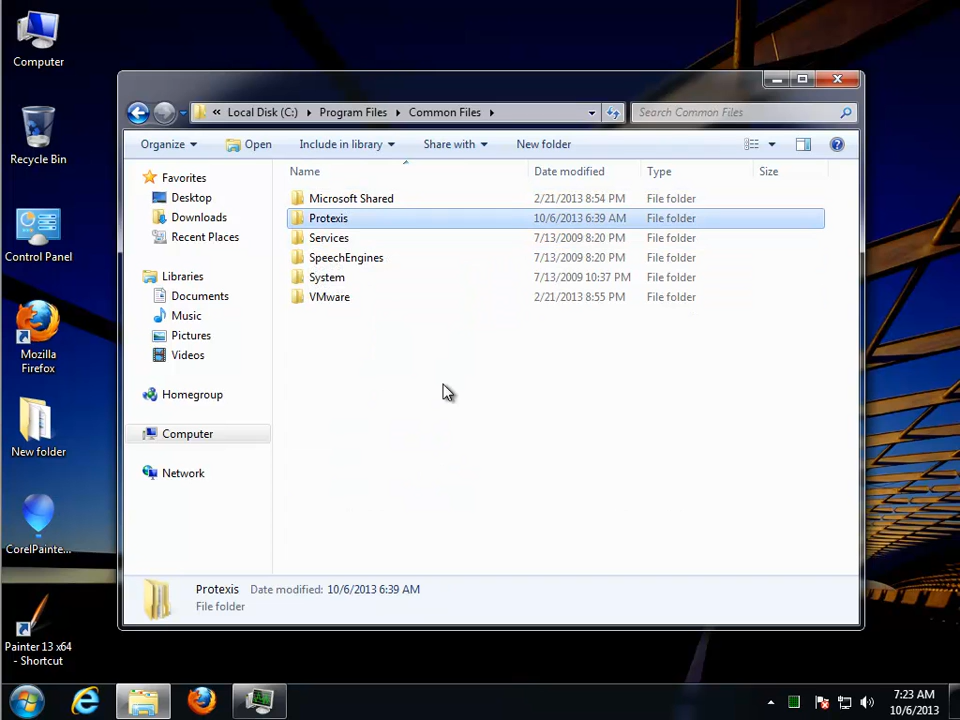 Computer
Recycle Bin
Control Panel
Mozilla
Firefox
New folder
CorelPainte...
Painter 13 x64
- Shortcut
« Local Disk (C:) Program Files Common Files
Search Common Files
Organize Open Include in library Share with New folder
Name Date modified Type Size
Microsoft Shared 2/21/2013 8:54 PM File folder
Protexis 10/6/2013 6:39 AM File folder
Services 7/13/2009 8:20 PM File folder
SpeechEngines 7/13/2009 8:20 PM File folder
System 7/13/2009 10:37 PM File folder
VMware 2/21/2013 8:55 PM File folder
Favorites
Desktop
Downloads
Recent Places
Libraries
Documents
Music
Pictures
Videos
Homegroup
Computer
Network
Protexis Date modified: 10/6/2013 6:39 AM
File folder
7:23 AM
10/6/2013